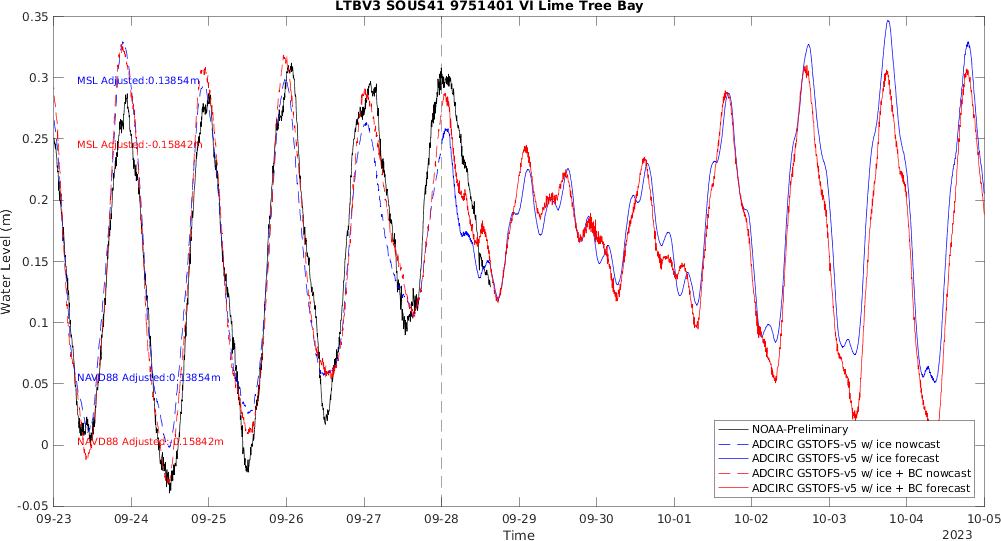 LTBV3 SOUS41 9751401 VI Lime Tree Bay
0.35
0.3
0.25
0.2
0.15
0.1
0.05
0
-0.05
Water Level (m)
MSL Adjusted:0.13854m
MSL Adjusted:-0.15842m
NAVD88 Adjusted:0.13854m
NAVD88 Adjusted:-0.15842m
NOAA-Preliminary
ADCIRC GSTOFS-v5 w/ ice nowcast
ADCIRC GSTOFS-v5 w/ ice forecast
ADCIRC GSTOFS-v5 w/ ice + BC nowcast
ADCIRC GSTOFS-v5 w/ ice + BC forecast
09-23 09-24 09-25 09-26 09-27 09-28 09-29 09-30 10-01 10-02 10-03 10-04 10-05
Time
2023